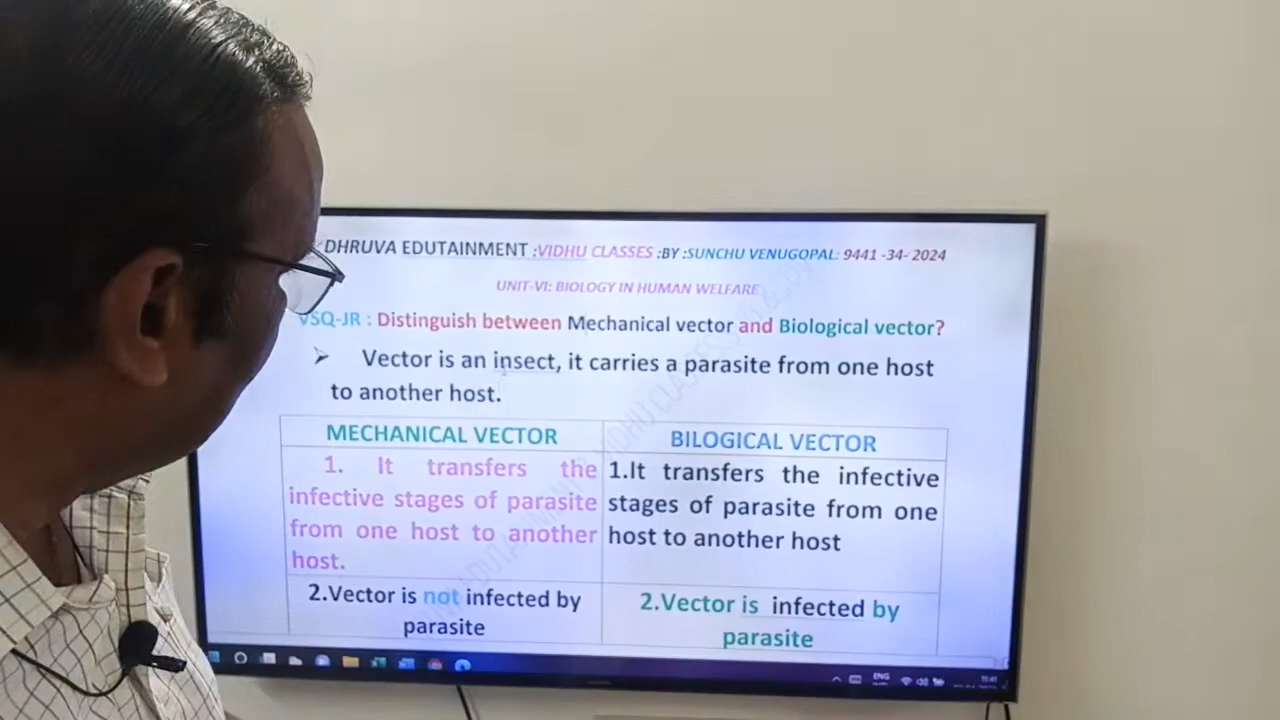 DHRUVA EDUTAINMENT :VIDHU CLASSES :BY :SUNCHU VENUGOPAL: 9441 -34- 2024
UNIT-VI: BIOLOGY IN HUMAN WELFARE
VSQ-JR : Distinguish between Mechanical vector and Biological vector?
➢ Vector is an insect, it carries a parasite from one host
to another host.
MECHANICAL VECTOR
1. It transfers the
infective stages of parasite
from one host to another
host.
2.Vector is not infected by
parasite
BILOGICAL VECTOR
1.It transfers the infective
stages of parasite from one
host to another host
2.Vector is infected by
parasite
ENG
11:41